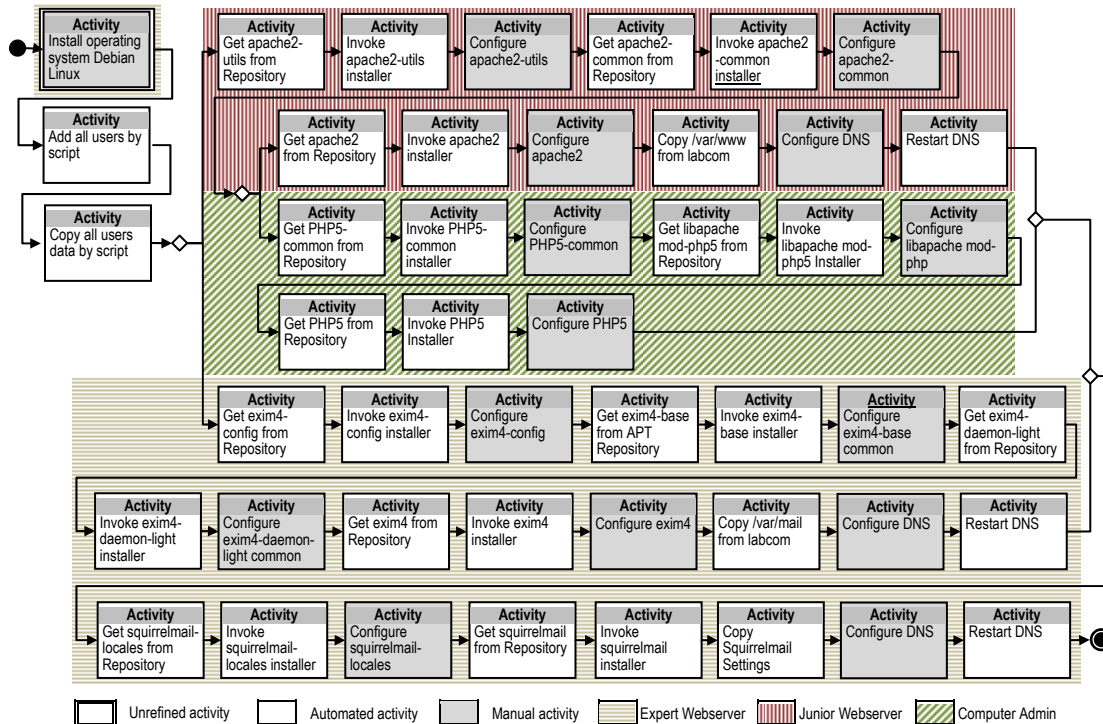 Activity
Install operating
system Debian
Linux
Activity
Add all users by
script
Activity
Copy all users
data by script
Activity
Get apache2-
utils from
Repository
Activity
Invoke
apache2-utils
installer
Activity
Configure
apache2-utils
Activity
Get apache2-
common from
Repository
Activity
Invoke apache2
-common
installer
Activity
Configure
apache2-
common
Activity
Get apache2
from Repository
Activity
Invoke apache2
installer
Activity
Configure
apache2
Activity
Copy /var/www
from labcom
Activity
Configure DNS
Activity
Restart DNS
Activity
Get PHP5-
common from
Repository
Activity
Invoke PHP5-
common
installer
Activity
Configure
PHP5-common
Activity
Get libapache
mod-php5 from
Repository
Activity
Invoke
libapache mod-
php5 Installer
Activity
Configure
libapache mod-
php
Activity
Get PHP5 from
Repository
Activity
Invoke PHP5
Installer
Activity
Configure PHP5
Activity
Get exim4-
config from
Repository
Activity
Invoke exim4-
config installer
Activity
Configure
exim4-config
Activity
Get exim4-base
from APT
Repository
Activity
Invoke exim4-
base installer
Activity
Configure
exim4-base
common
Activity
Get exim4-
daemon-light
from Repository
Activity
Invoke exim4-
daemon-light
installer
Activity
Configure
exim4-daemon-
light common
Activity
Get exim4 from
Repository
Activity
Invoke exim4
installer
Activity
Configure exim4
Activity
Copy /var/mail
from labcom
Activity
Configure DNS
Activity
Restart DNS
Activity
Get squirrelmail-
locales from
Repository
Activity
Invoke
squirrelmail-
locales installer
Activity
Configure
squirrelmail-
locales
Activity
Get squirrelmail
from Repository
Activity
Invoke
squirrelmail
installer
Activity
Copy
Squirrelmail
Settings
Activity
Configure DNS
Activity
Restart DNS
Unrefined activity
Automated activity
Manual activity
Expert Webserver
Junior Webserver
Computer Admin